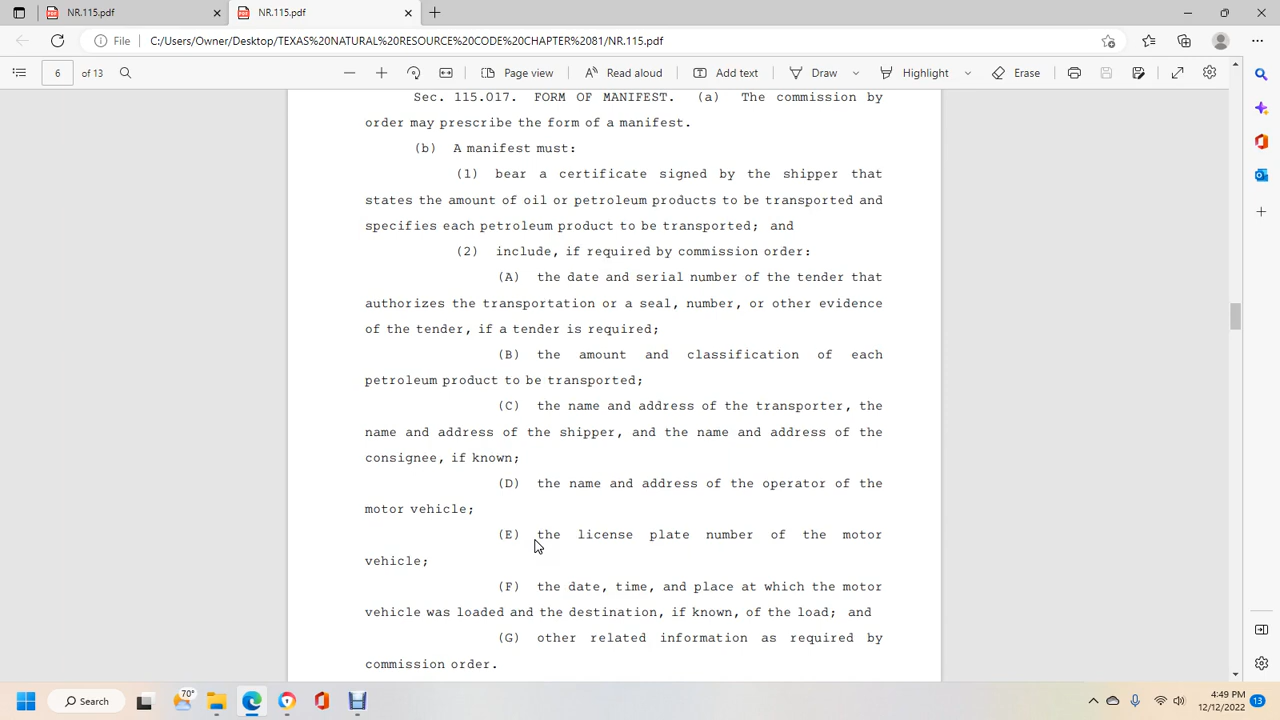 NR.115.pdf
NR.115.pdf
File C:/Users/Owner/Desktop/TEXAS%20NATURAL%20RESOURCE%20CODE%20CHAPTER%2081/NR.115.pdf
6 of 13 Page view Read aloud Add text Draw Highlight Erase
Sec. 115.017. FORM OF MANIFEST. (a) The commission by
order may prescribe the form of a manifest.
(b) A manifest must:
(1) bear a certificate signed by the shipper that
states the amount of oil or petroleum products to be transported and
specifies each petroleum product to be transported; and
(2) include, if required by commission order:
(A) the date and serial number of the tender that
authorizes the transportation or a seal, number, or other evidence
of the tender, if a tender is required;
(B) the amount and classification of each
petroleum product to be transported;
(C) the name and address of the transporter, the
name and address of the shipper, and the name and address of the
consignee, if known;
(D) the name and address of the operator of the
motor vehicle;
(E) the license plate number of the motor
vehicle;
(F) the date, time, and place at which the motor
vehicle was loaded and the destination, if known, of the load; and
(G) other related information as required by
commission order.
Search
70°
4:49 PM
12/12/2022
13